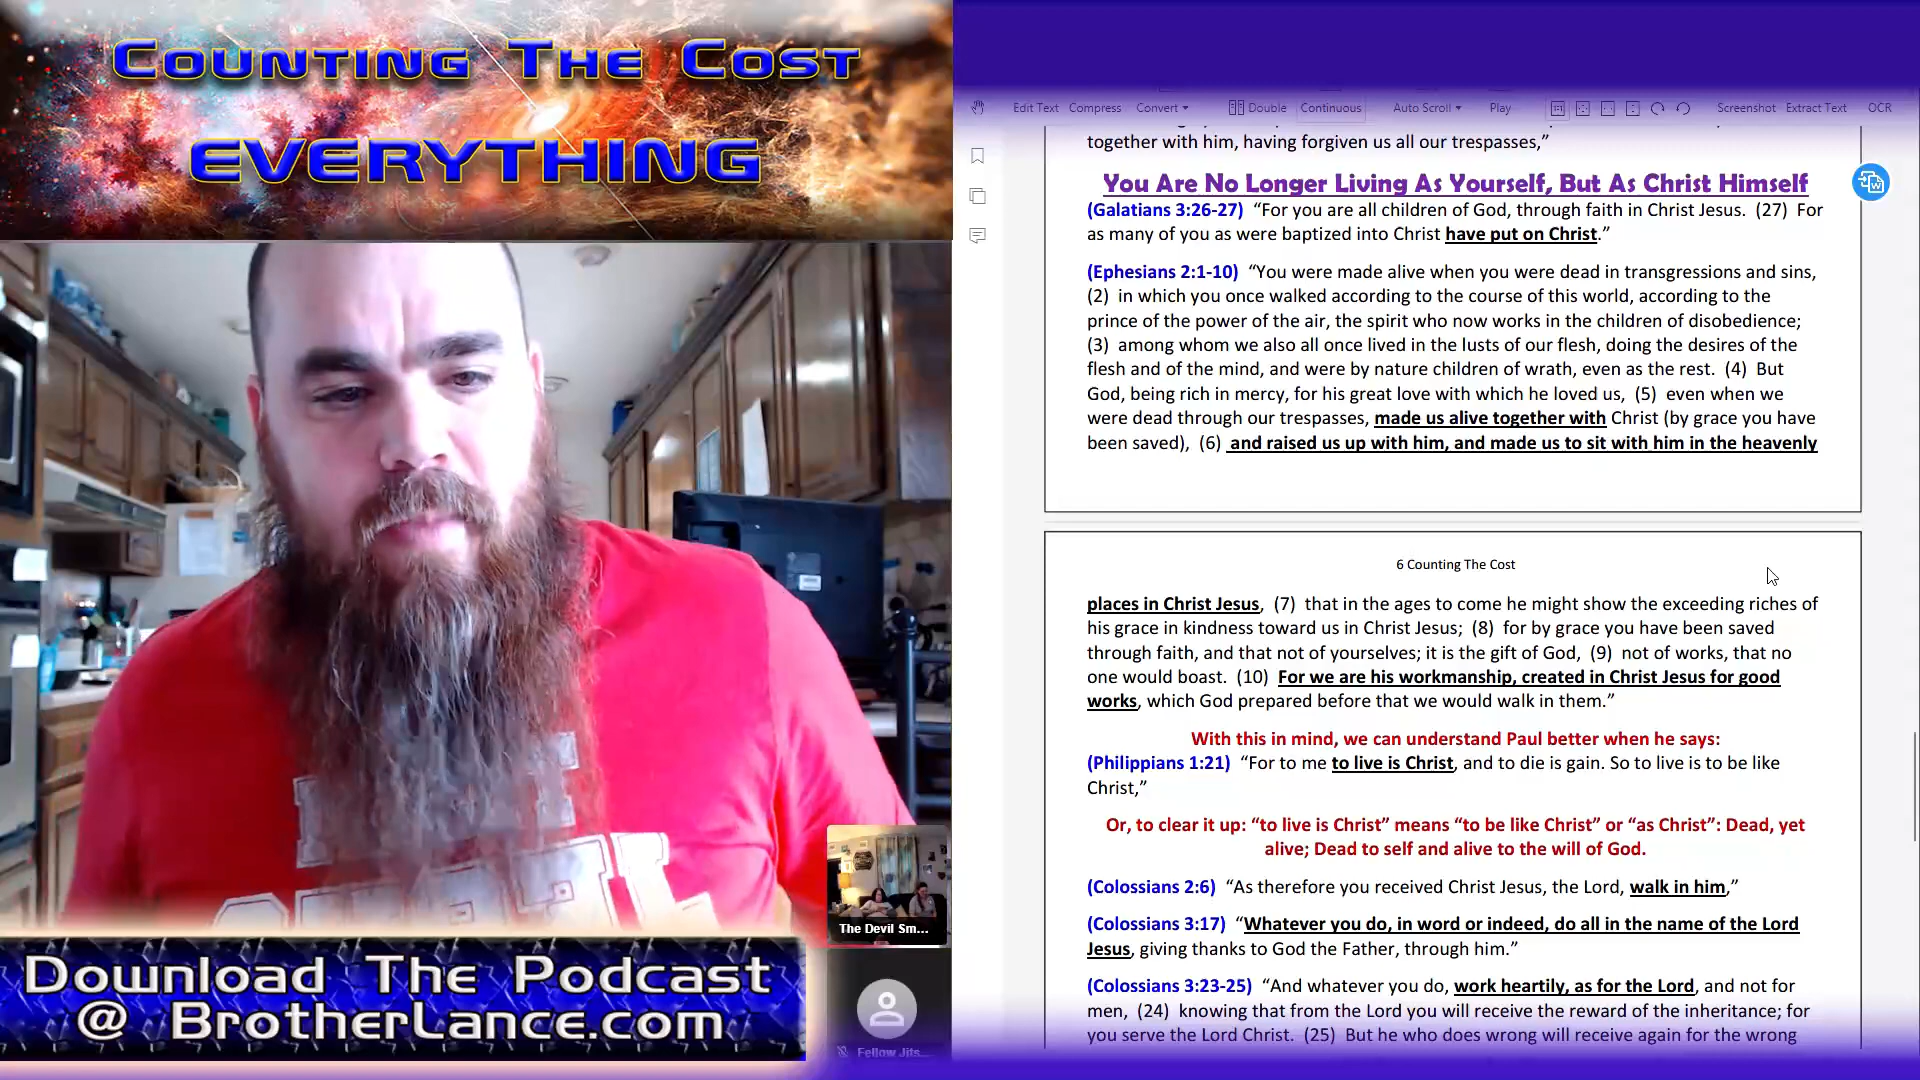 Counting The Cost
EVERYTHING
Edit Text Compress Convert Double Continuous Auto Scroll Play Screenshot Extract Text OCR
together with him, having forgiven us all our trespasses,”
You Are No Longer Living As Yourself, But As Christ Himself
(Galatians 3:26-27) “For you are all children of God, through faith in Christ Jesus. (27) For
as many of you as were baptized into Christ have put on Christ.”
(Ephesians 2:1-10) “You were made alive when you were dead in transgressions and sins,
(2) in which you once walked according to the course of this world, according to the
prince of the power of the air, the spirit who now works in the children of disobedience;
(3) among whom we also all once lived in the lusts of our flesh, doing the desires of the
flesh and of the mind, and were by nature children of wrath, even as the rest. (4) But
God, being rich in mercy, for his great love with which he loved us, (5) even when we
were dead through our trespasses, made us alive together with Christ (by grace you have
been saved), (6) and raised us up with him, and made us to sit with him in the heavenly
6 Counting The Cost
places in Christ Jesus, (7) that in the ages to come he might show the exceeding riches of
his grace in kindness toward us in Christ Jesus; (8) for by grace you have been saved
through faith, and that not of yourselves; it is the gift of God, (9) not of works, that no
one would boast. (10) For we are his workmanship, created in Christ Jesus for good
works, which God prepared before that we would walk in them.”
With this in mind, we can understand Paul better when he says:
(Philippians 1:21) “For to me to live is Christ, and to die is gain. So to live is to be like
Christ,”
Or, to clear it up: “to live is Christ” means “to be like Christ” or “as Christ”: Dead, yet
alive; Dead to self and alive to the will of God.
(Colossians 2:6) “As therefore you received Christ Jesus, the Lord, walk in him,”
(Colossians 3:17) “Whatever you do, in word or indeed, do all in the name of the Lord
Jesus, giving thanks to God the Father, through him.”
(Colossians 3:23-25) “And whatever you do, work heartily, as for the Lord, and not for
men, (24) knowing that from the Lord you will receive the reward of the inheritance; for
you serve the Lord Christ. (25) But he who does wrong will receive again for the wrong
The Devil Sm...
Fellow Jits...
Download The Podcast
@ BrotherLance.com